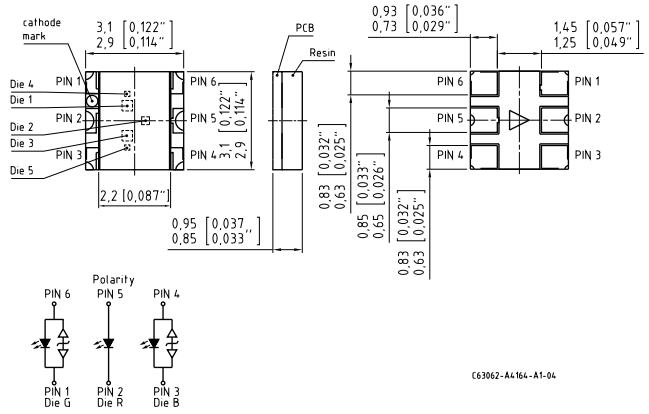 cathode
mark
3,1 [0,122"]
2,9 [0,114"]
PCB
Resin
0,93 [0,036"]
0,73 [0,029"]
1,45 [0,057"]
1,25 [0,049"]
Die 4
Die 1
Die 2
Die 3
Die 5
PIN 1
PIN 2
PIN 3
PIN 6
PIN 5
PIN 4
3,1 [0,122"]
2,9 [0,114"]
PIN 6
PIN 5
PIN 4
PIN 1
PIN 2
PIN 3
2,2 [0,087"]
0,95 [0,037
0,85 [0,033"]
0,83 [0,032"]
0,63 [0,025"]
0,85 [0,033"]
0,65 [0,026"]
0,83 [0,032"]
0,63 [0,025"]
Polarity
PIN 6 PIN 5 PIN 4
PIN 1 PIN 2 PIN 3
Die G Die R Die B
C63062-A4164-A1-04